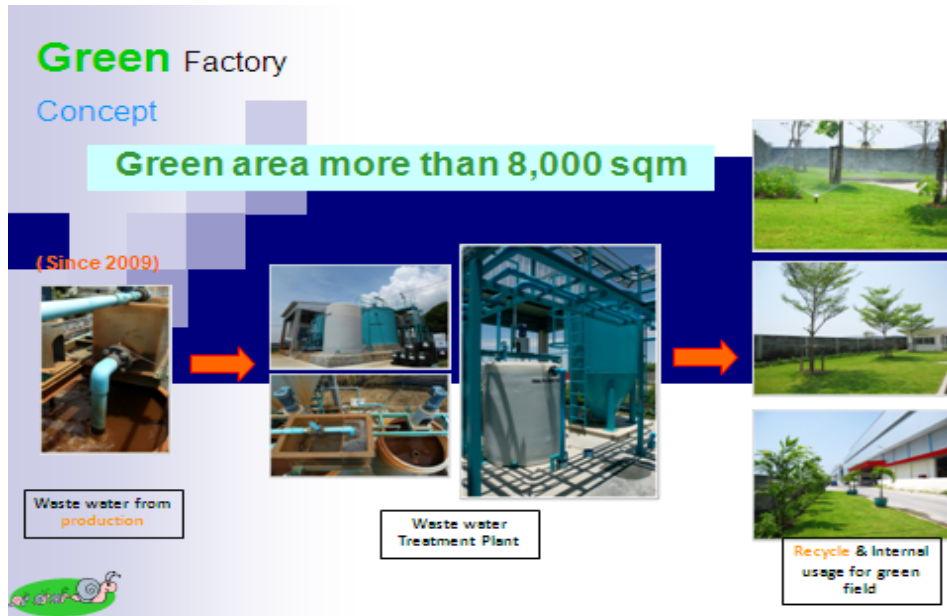 Green Factory
Concept
Green area more than 8,000 sqm
(Since 2009)
Waste water from
production
Waste water
Treatment Plant
Recycle & Internal
usage for green
field